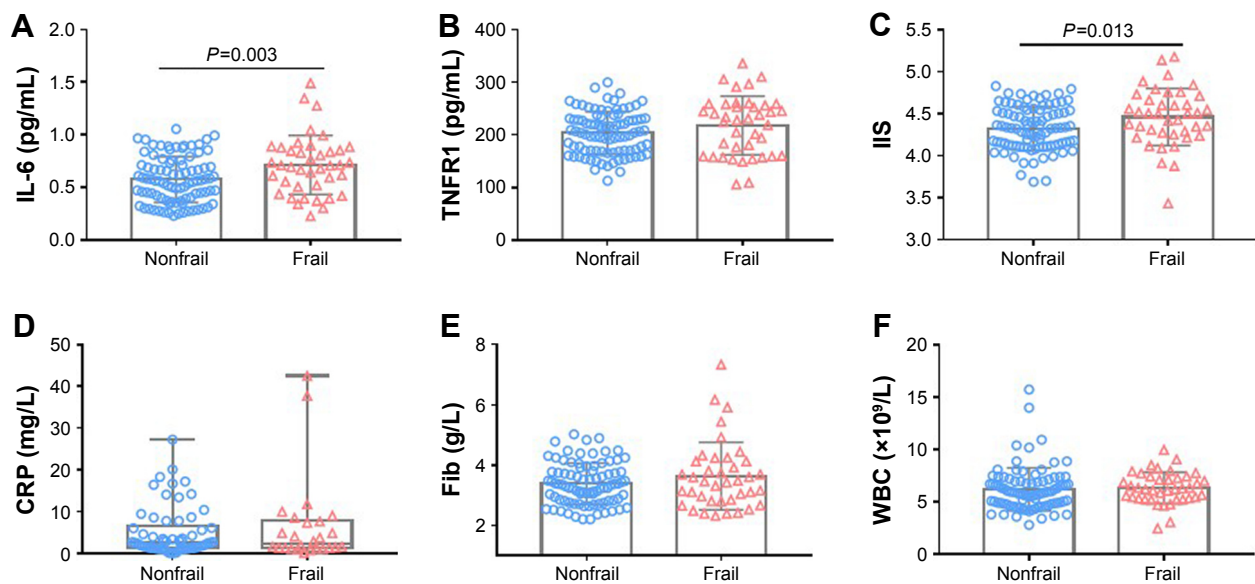 A
IL-6 (pg/mL)
2.0
1.5
1.0
0.5
0.0
P=0.003
Nonfrail
Frail
B
TNFR1 (pg/mL)
400
300
200
100
0
Nonfrail
Frail
C
IIS
5.5
5.0
4.5
4.0
3.5
3.0
P=0.013
Nonfrail
Frail
D
CRP (mg/L)
50
40
30
20
10
0
Nonfrail
Frail
E
Fib (g/L)
8
6
4
2
Nonfrail
Frail
F
WBC (×10⁹/L)
20
15
10
5
0
Nonfrail
Frail